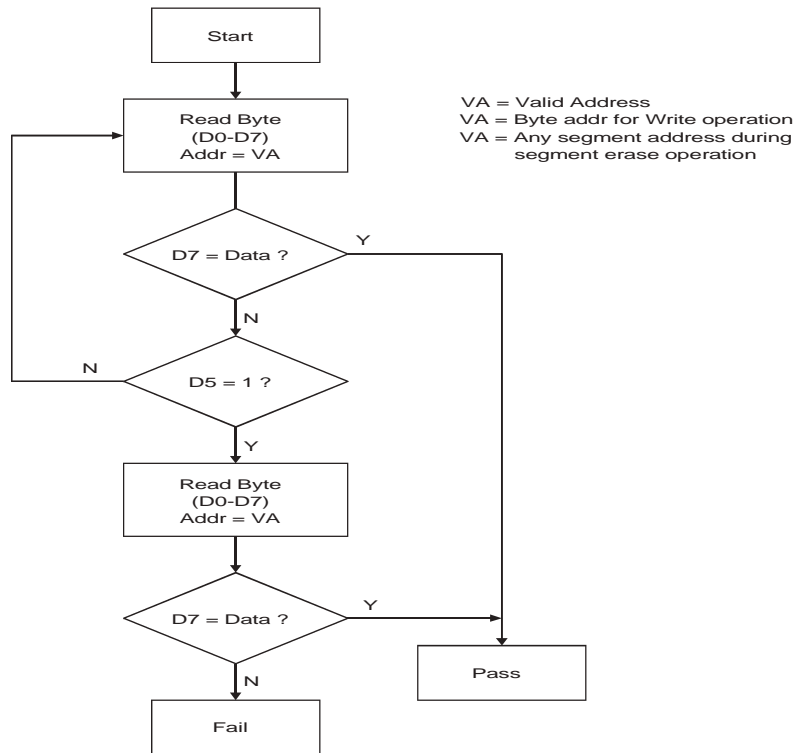 Start
Read Byte
(D0-D7)
Addr = VA
VA = Valid Address
VA = Byte addr for Write operation
VA = Any segment address during
segment erase operation
D7 = Data ?
Y
N
D5 = 1 ?
N
Y
Read Byte
(D0-D7)
Addr = VA
D7 = Data ?
Y
N
Pass
Fail